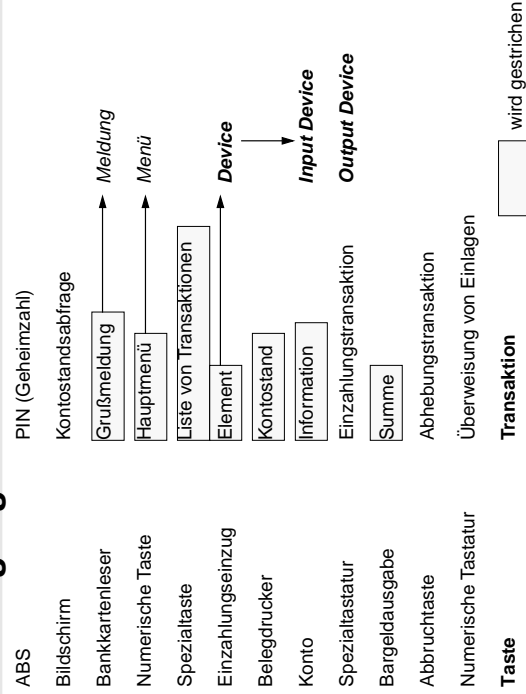 ABS
Bildschirm
Bankkartenleser
Numerische Taste
Spezialtaste
Einzahlungseinzug
Belegdrucker
Konto
Spezialtastatur
Bargeldausgabe
Abbruchtaste
Numerische Tastatur
Taste
PIN (Geheimzahl)
Kontostandsabfrage
Grußmeldung
Hauptmenü
Liste von Transaktionen
Element
Kontostand
Information
Einzahlungstransaktion
Summe
Abhebungstransaktion
Überweisung von Einlagen
Transaktion
Meldung
Menü
Device
Input Device
Output Device
wird gestrichen